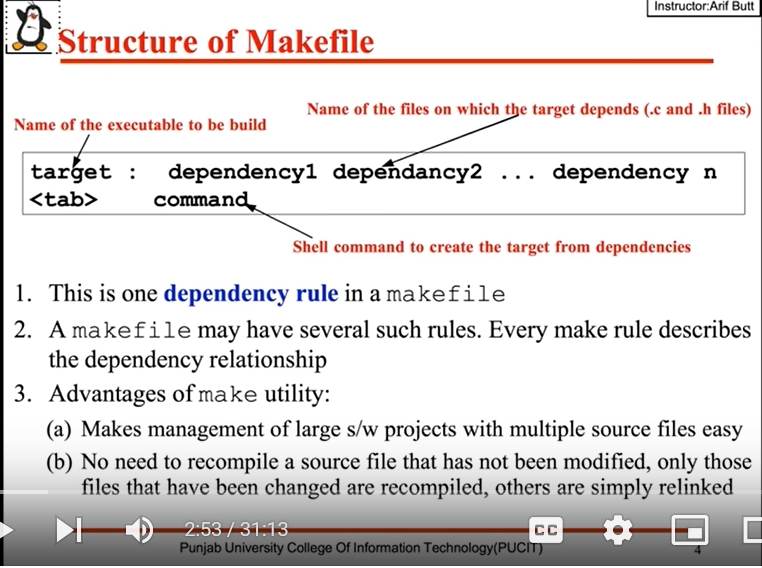 Instructor:Arif Butt
Structure of Makefile
Name of the files on which the target depends (.c and .h files)
Name of the executable to be build
target : dependency1 dependancy2 ... dependency n
<tab> command
Shell command to create the target from dependencies
1. This is one dependency rule in a makefile
2. A makefile may have several such rules. Every make rule describes
the dependency relationship
3. Advantages of make utility:
(a) Makes management of large s/w projects with multiple source files easy
(b) No need to recompile a source file that has not been modified, only those
files that have been changed are recompiled, others are simply relinked
2:53 / 31:13
CC
Punjab University College Of Information Technology(PUCIT)
4